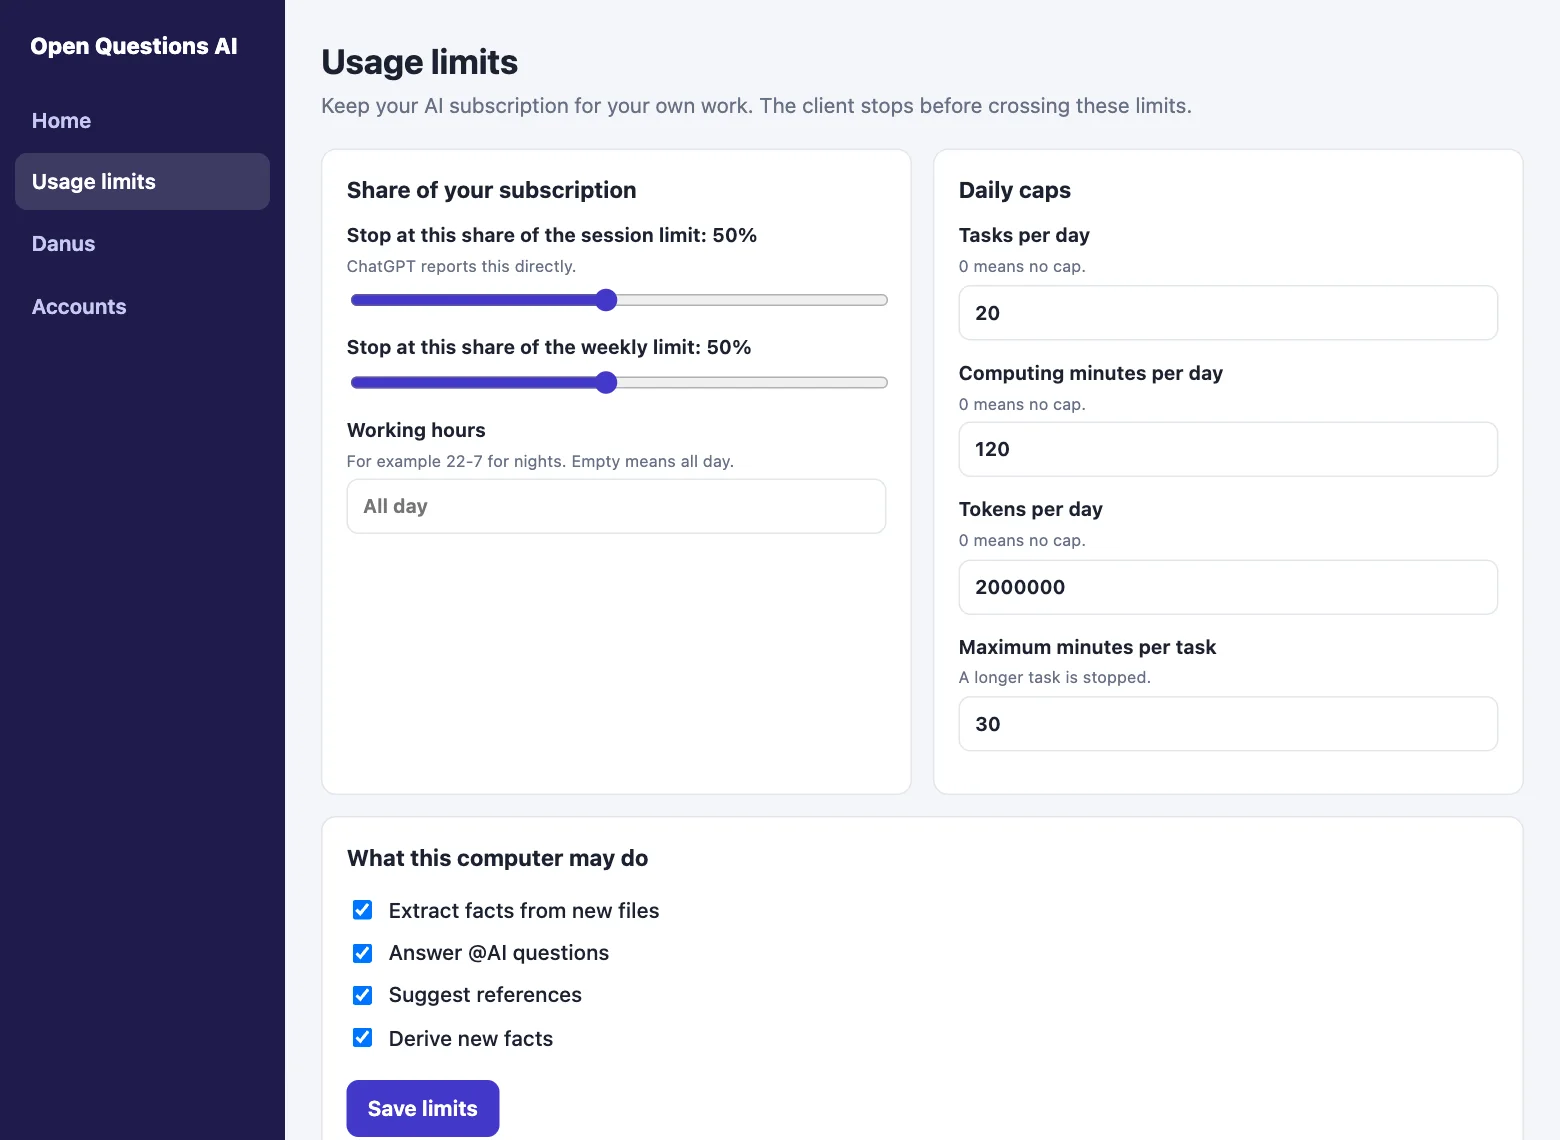 Open Questions AI
Home
Usage limits
Danus
Accounts
Usage limits
Keep your AI subscription for your own work. The client stops before crossing these limits.
Share of your subscription
Stop at this share of the session limit: 50%
ChatGPT reports this directly.
Stop at this share of the weekly limit: 50%
Working hours
For example 22-7 for nights. Empty means all day.
All day
Daily caps
Tasks per day
0 means no cap.
20
Computing minutes per day
0 means no cap.
120
Tokens per day
0 means no cap.
2000000
Maximum minutes per task
A longer task is stopped.
30
What this computer may do
Extract facts from new files
Answer @AI questions
Suggest references
Derive new facts
Save limits